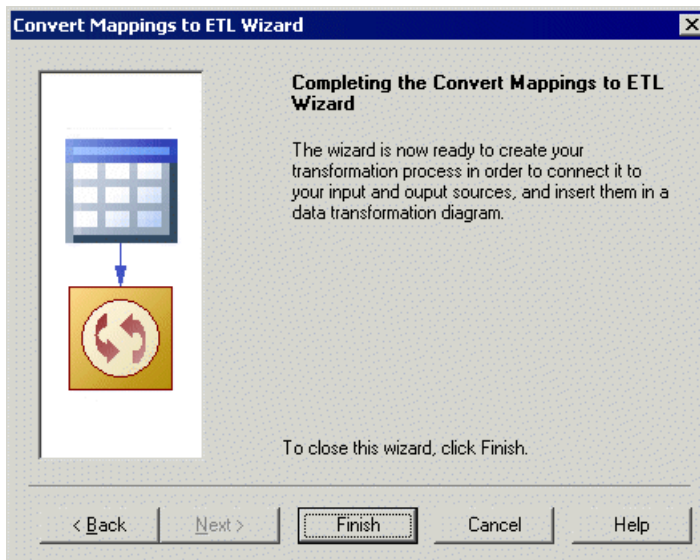 Convert Mappings to ETL Wizard
Completing the Convert Mappings to ETL
Wizard
The wizard is now ready to create your
transformation process in order to connect it to
your input and ouput sources, and insert them in a
data transformation diagram.
To close this wizard, click Finish.
< Back Next > Finish Cancel Help